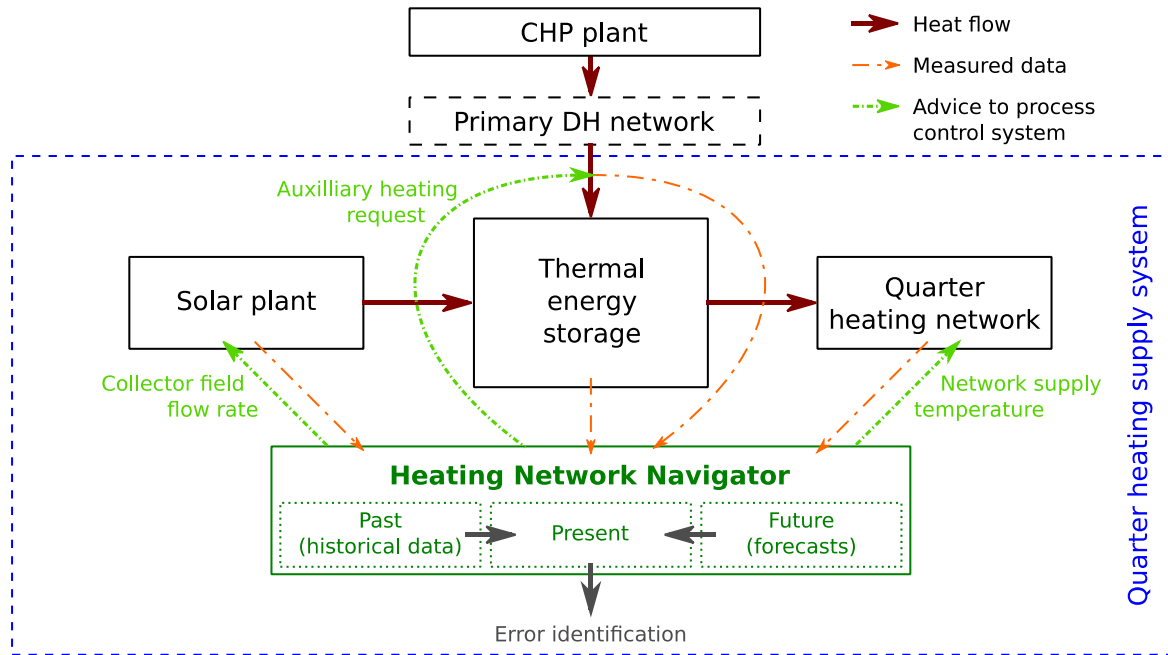 CHP plant
Heat flow
Measured data
Advice to process
control system
Primary DH network
Auxilliary heating
request
Thermal
energy
storage
Solar plant
Quarter
heating network
Quarter heating supply system
Collector field
flow rate
Network supply
temperature
Heating Network Navigator
Past
(historical data)
Present
Future
(forecasts)
Error identification